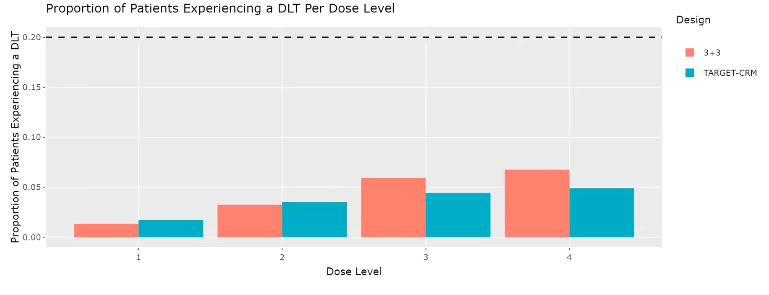 Proportion of Patients Experiencing a DLT Per Dose Level
Proportion of Patients Experiencing a DLT
0.20
0.15
0.10
0.05
0.00
1 2 3 4
Dose Level
Design
3+3
TARGET-CRM